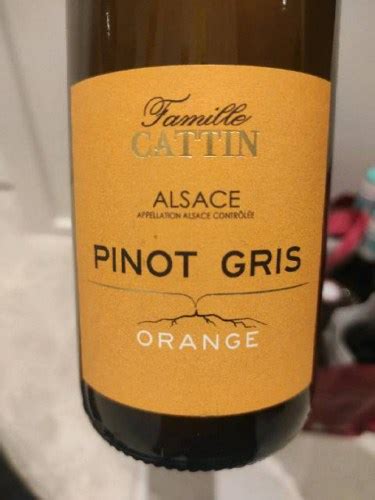 Famille
CATTIN
ALSACE
APPELLATION ALSACE CONTRÔLÉE
PINOT GRIS
ORANGE